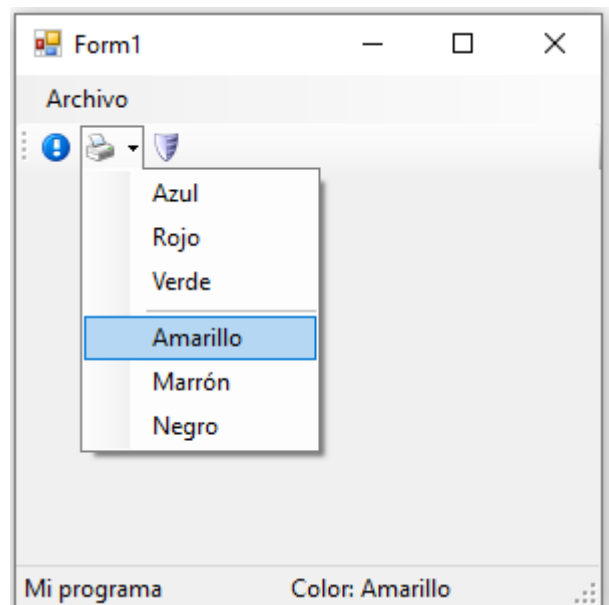 Form1
Archivo
Azul
Rojo
Verde
Amarillo
Marrón
Negro
Mi programa Color: Amarillo